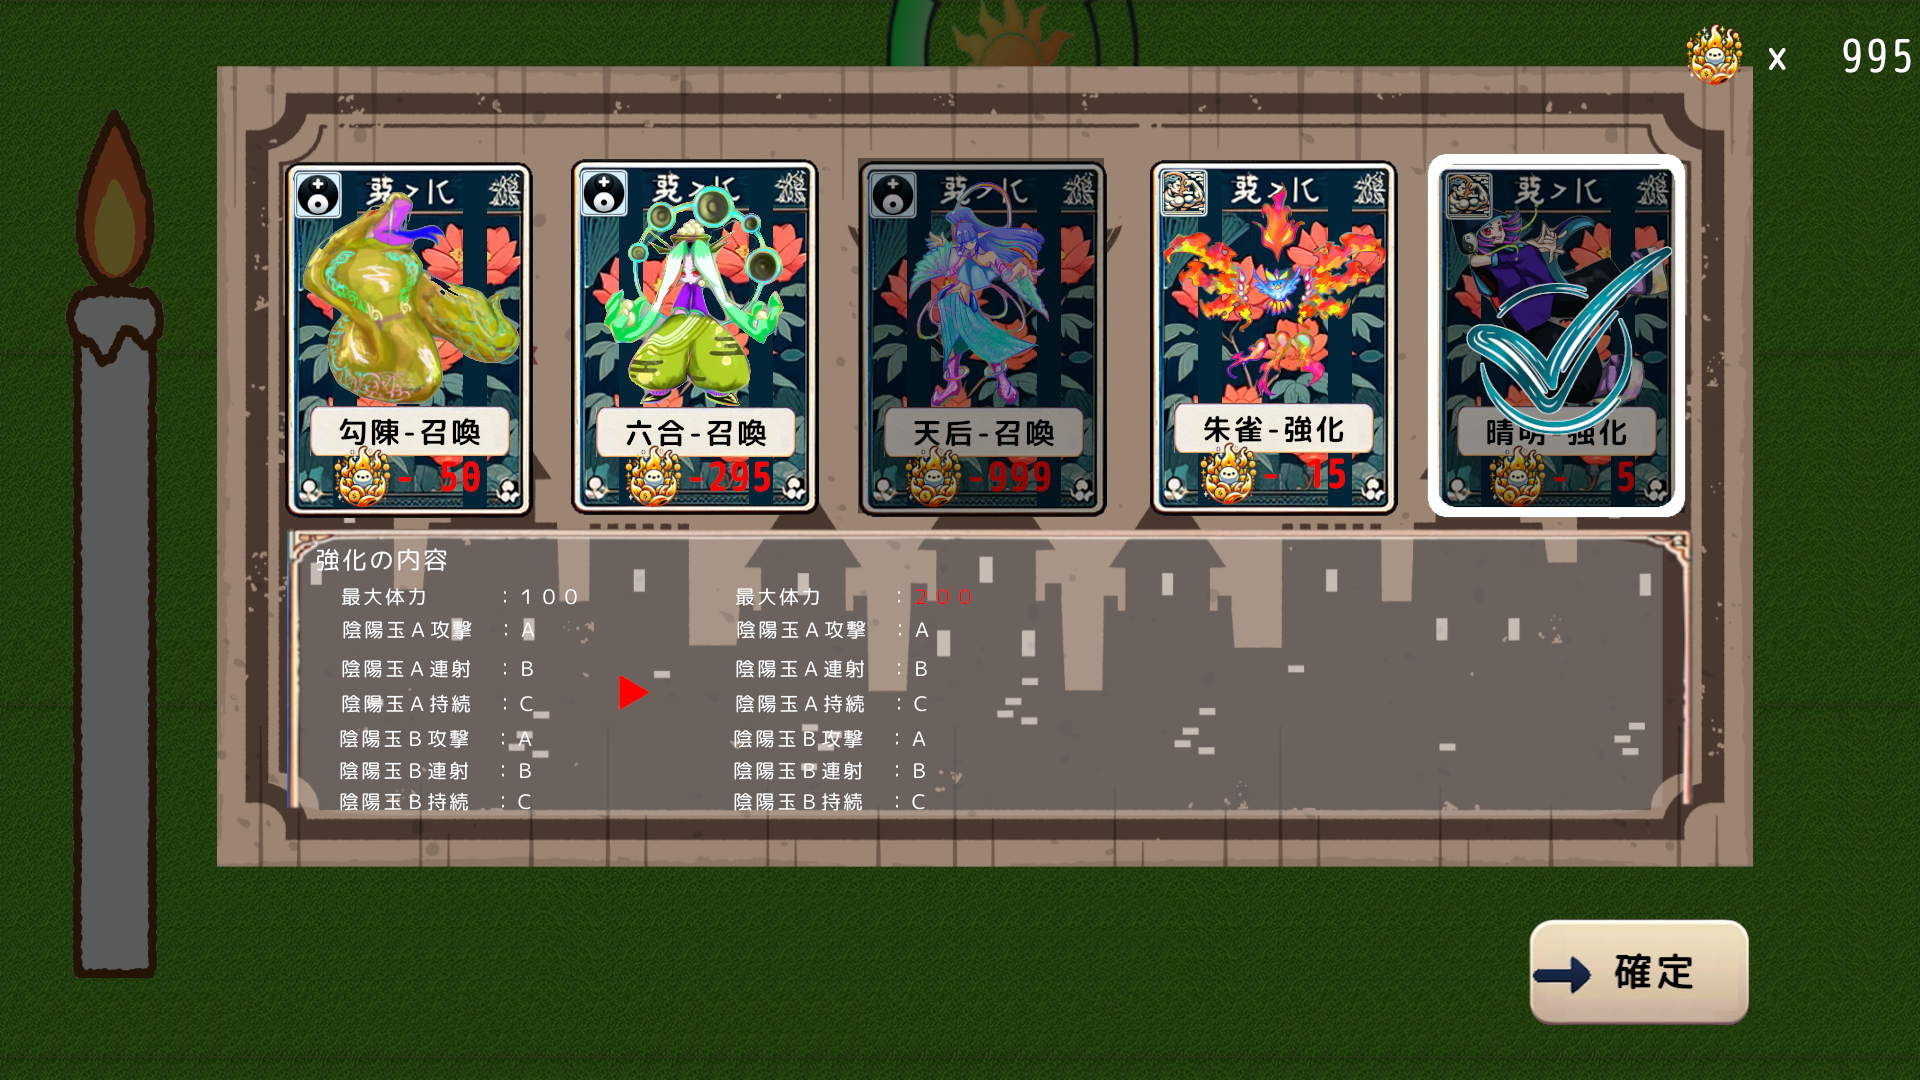 x 995
勾陳-召喚
- 50
六合-召喚
-295
天后-召喚
-999
朱雀-強化
- 15
晴明-強化
- 5
強化の内容
最大体力 : 100
陰陽玉A攻撃 : A
陰陽玉A連射 : B
陰陽玉A持続 : C
陰陽玉B攻撃 : A
陰陽玉B連射 : B
陰陽玉B持続 : C
最大体力 : 200
陰陽玉A攻撃 : A
陰陽玉A連射 : B
陰陽玉A持続 : C
陰陽玉B攻撃 : A
陰陽玉B連射 : B
陰陽玉B持続 : C
確定